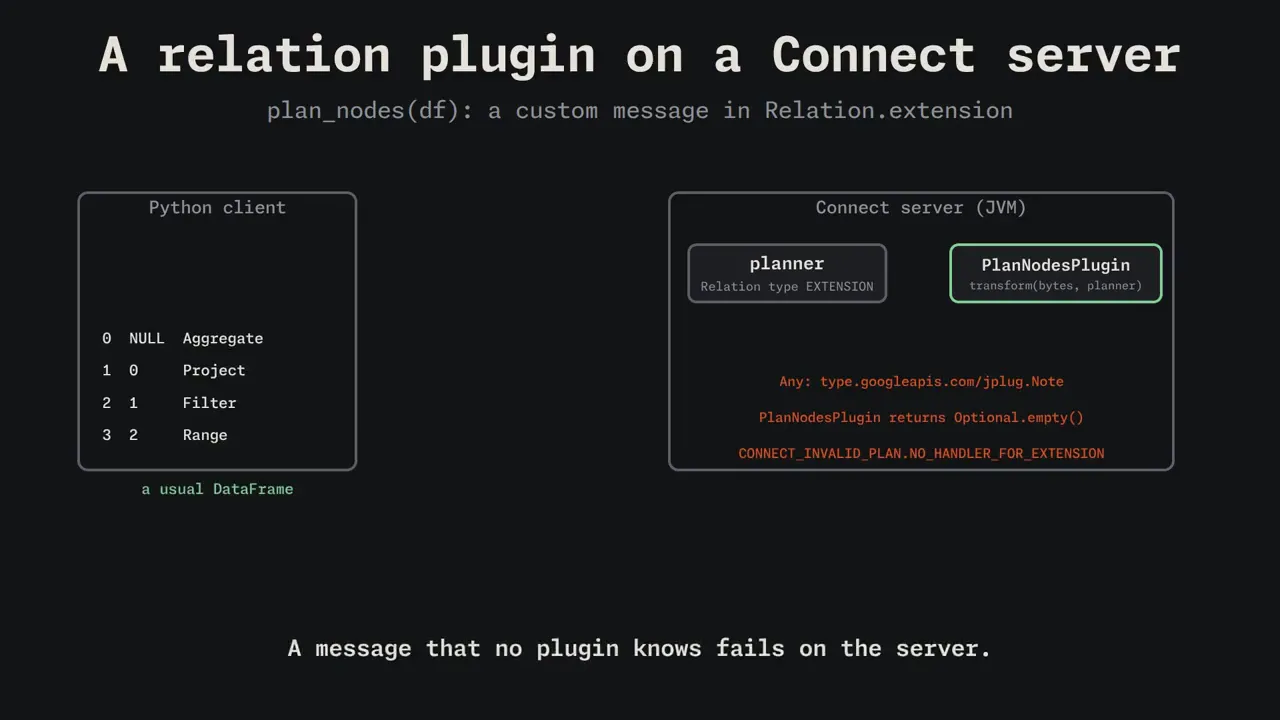 A relation plugin on a Connect server
plan_nodes(df): a custom message in Relation.extension
Python client
0 NULL Aggregate
1 0 Project
2 1 Filter
3 2 Range
a usual DataFrame
Connect server (JVM)
planner
Relation type EXTENSION
PlanNodesPlugin
transform(bytes, planner)
Any: type.googleapis.com/jplug.Note
PlanNodesPlugin returns Optional.empty()
CONNECT_INVALID_PLAN.NO_HANDLER_FOR_EXTENSION
A message that no plugin knows fails on the server.